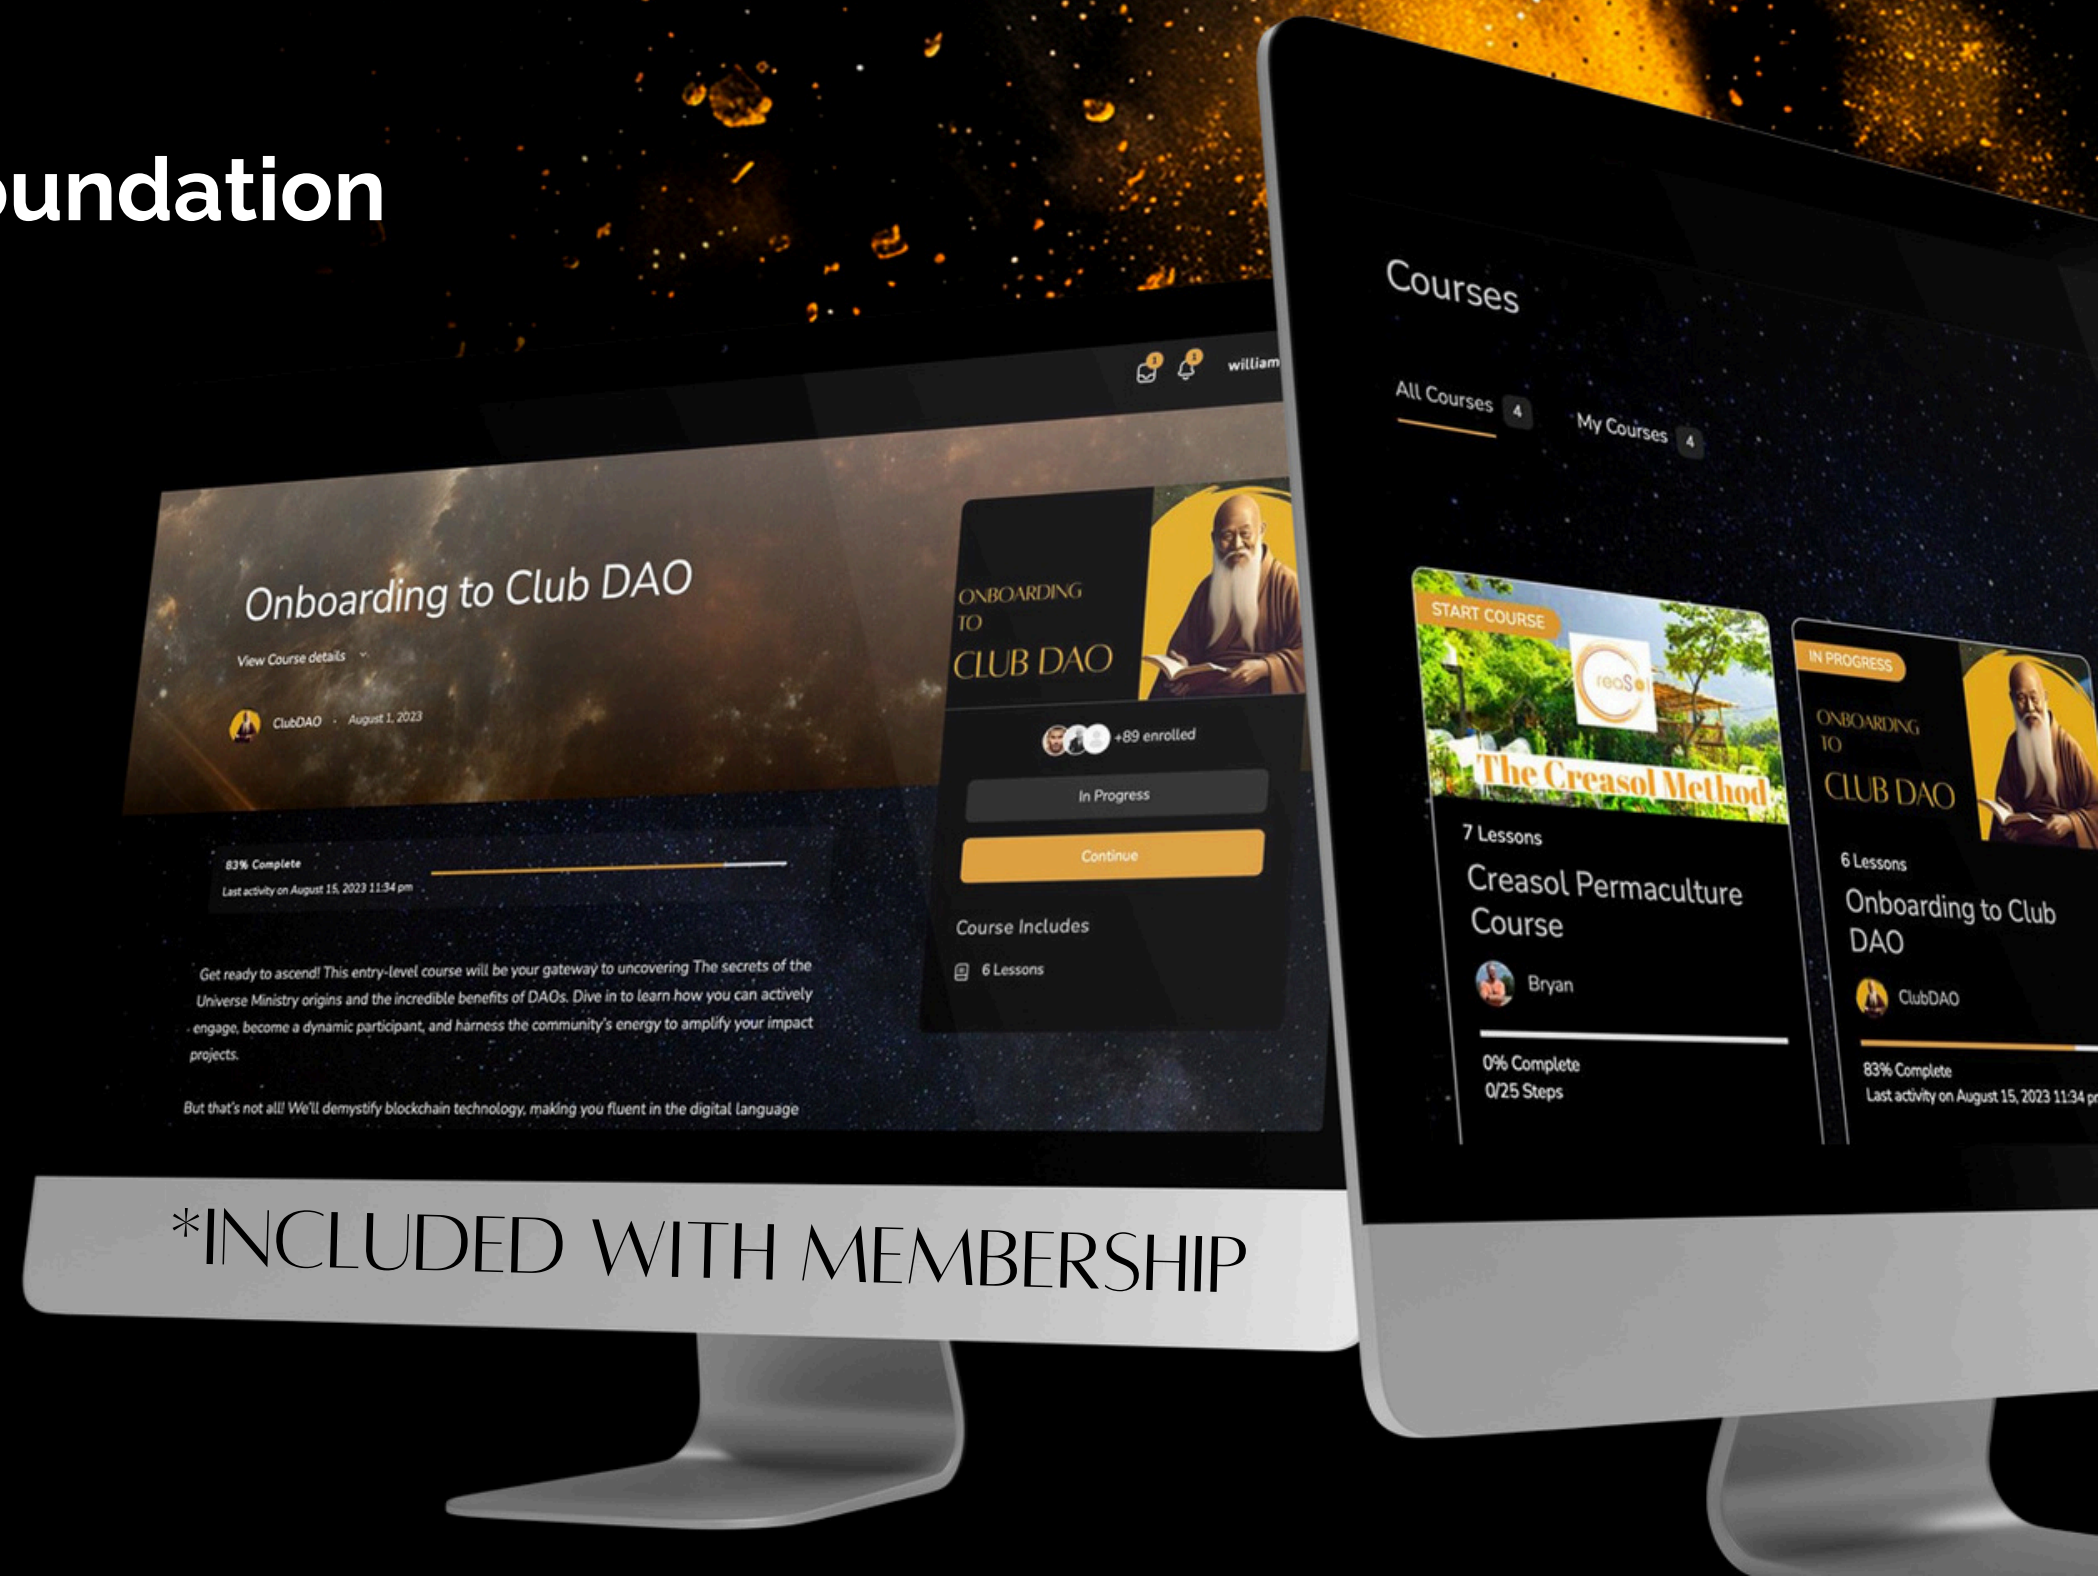 oundation
1
1
william
Onboarding to Club DAO
View Course details
ClubDAO · August 1, 2023
ONBOARDING
TO
CLUB DAO
+89 enrolled
In Progress
Continue
Course Includes
6 Lessons
83% Complete
Last activity on August 15, 2023 11:34 pm
Get ready to ascend! This entry-level course will be your gateway to uncovering The secrets of the
Universe Ministry origins and the incredible benefits of DAOs. Dive in to learn how you can actively
engage, become a dynamic participant, and harness the community's energy to amplify your impact
projects.
But that's not all! We'll demystify blockchain technology, making you fluent in the digital language
*INCLUDED WITH MEMBERSHIP
Courses
All Courses 4
My Courses 4
START COURSE
reaSol
The Creasol Method
7 Lessons
Creasol Permaculture
Course
Bryan
0% Complete
0/25 Steps
IN PROGRESS
ONBOARDING
TO
CLUB DAO
6 Lessons
Onboarding to Club
DAO
ClubDAO
83% Complete
Last activity on August 15, 2023 11:34 p